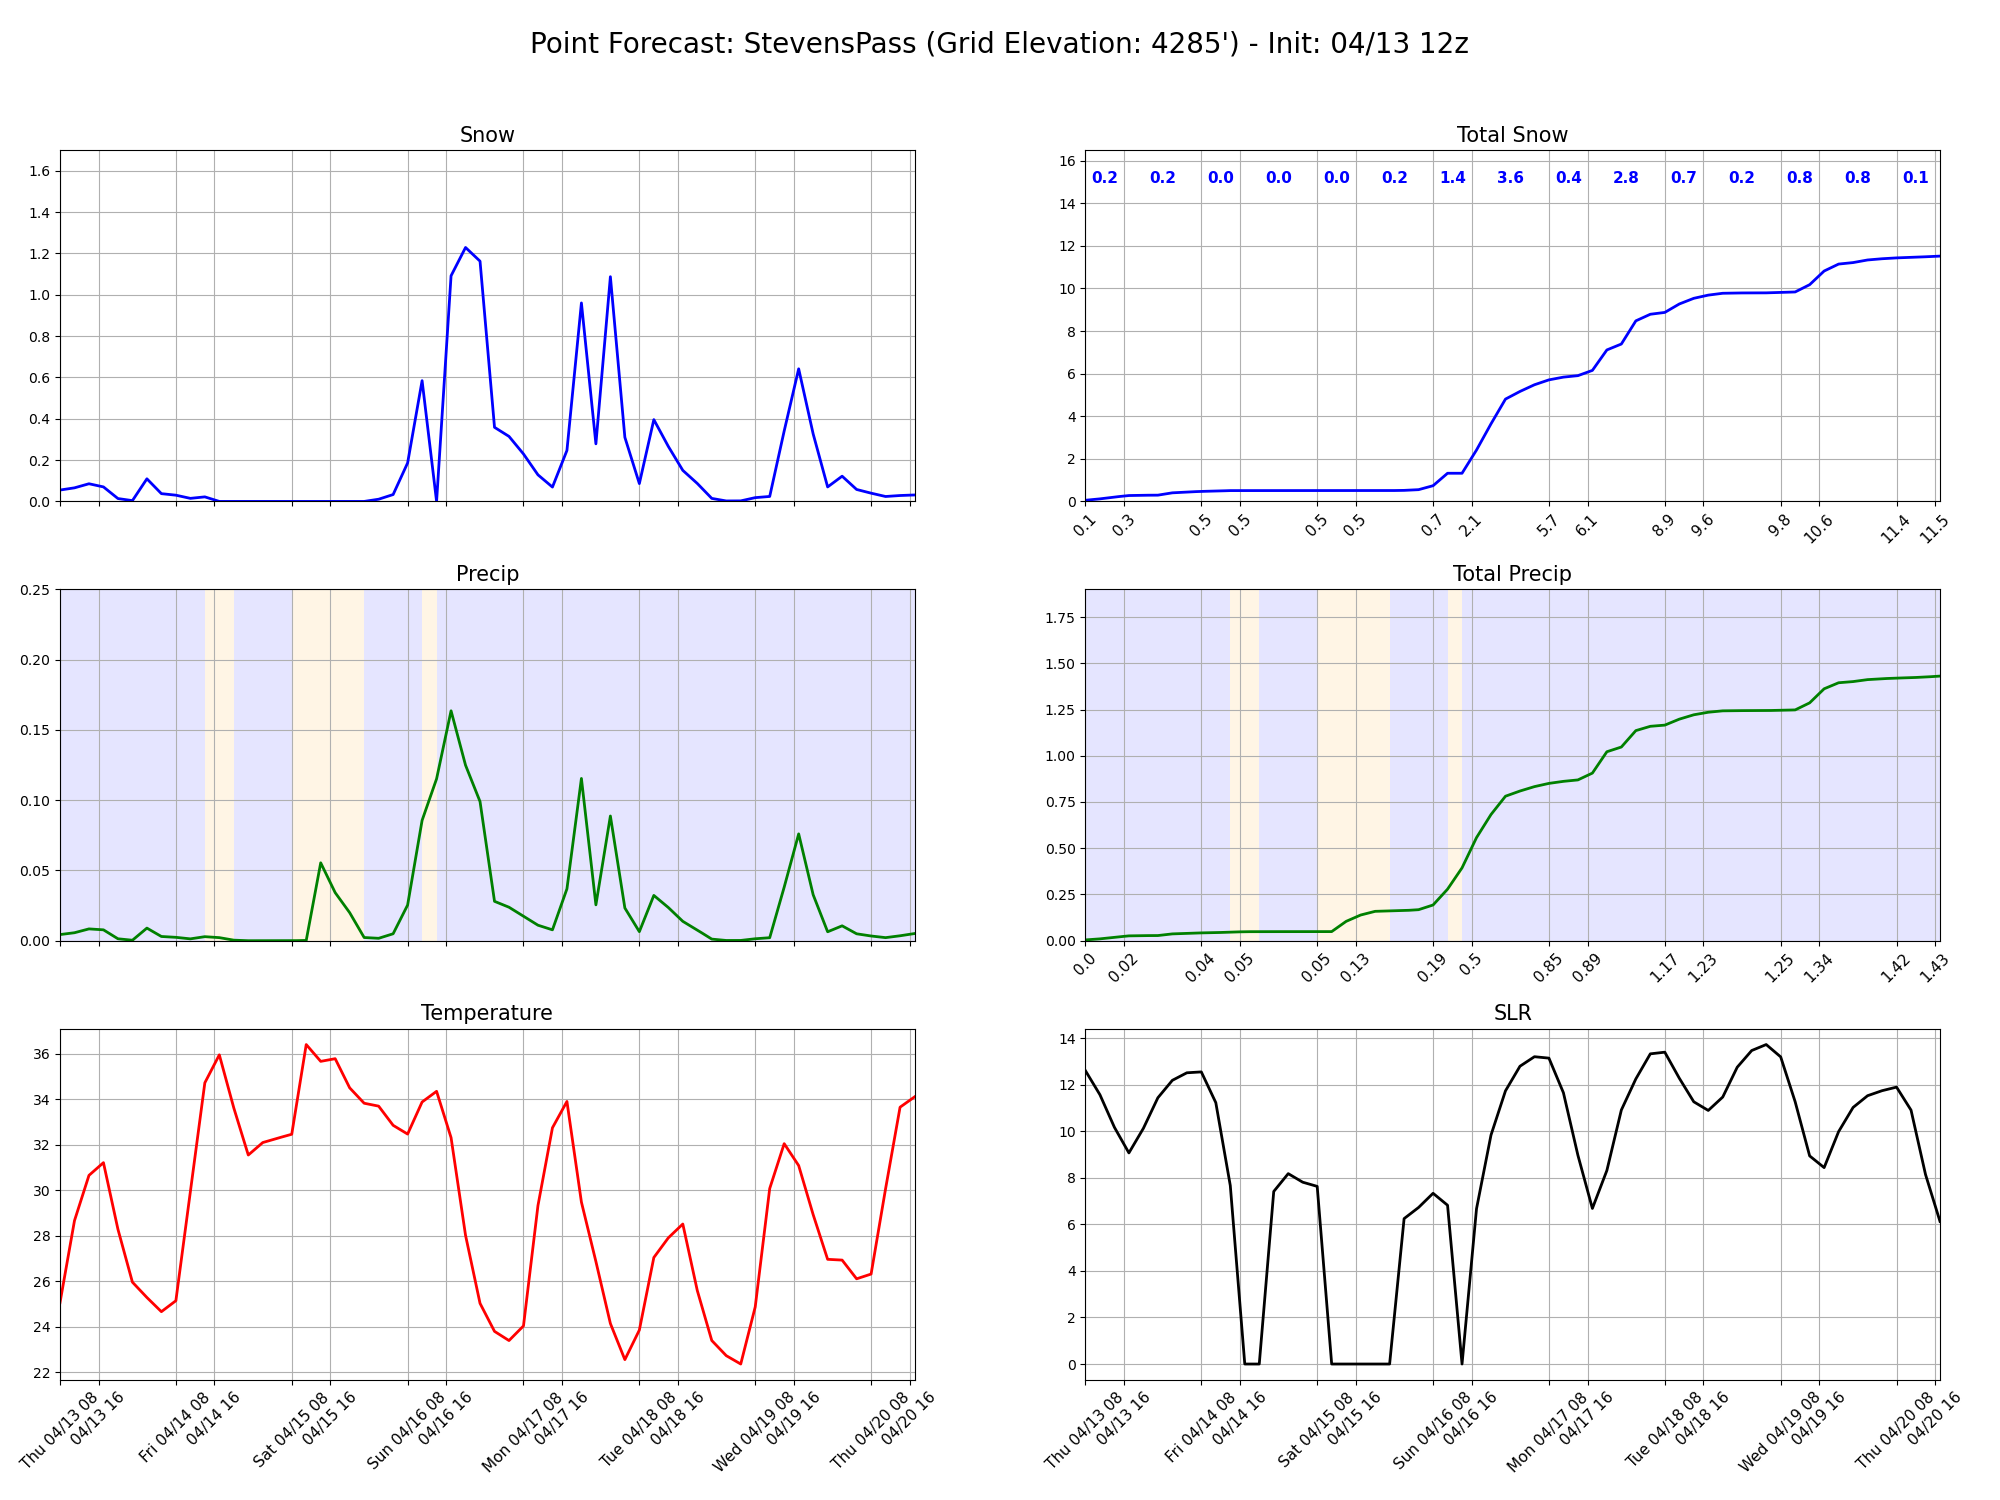 Point Forecast: StevensPass (Grid Elevation: 4285') - Init: 04/13 12z
Snow
1.6
1.4
1.2
1.0
0.8
0.6
0.4
0.2
0.0
Total Snow
16
14
12
10
8
6
4
2
0
0.2 0.2 0.0 0.0 0.0 0.2 1.4 3.6 0.4 2.8 0.7 0.2 0.8 0.8 0.1
0.1 0.3 0.5 0.5 0.5 0.5 0.7 2.1 5.7 6.1 8.9 9.6 9.8 10.6 11.4 11.5
Precip
0.25
0.20
0.15
0.10
0.05
0.00
Total Precip
1.75
1.50
1.25
1.00
0.75
0.50
0.25
0.00
0.0 0.02 0.04 0.05 0.05 0.13 0.19 0.5 0.85 0.89 1.17 1.23 1.25 1.34 1.42 1.43
Temperature
36
34
32
30
28
26
24
22
Thu 04/13 08
04/13 16
Fri 04/14 08
04/14 16
Sat 04/15 08
04/15 16
Sun 04/16 08
04/16 16
Mon 04/17 08
04/17 16
Tue 04/18 08
04/18 16
Wed 04/19 08
04/19 16
Thu 04/20 08
04/20 16
SLR
14
12
10
8
6
4
2
0
Thu 04/13 08
04/13 16
Fri 04/14 08
04/14 16
Sat 04/15 08
04/15 16
Sun 04/16 08
04/16 16
Mon 04/17 08
04/17 16
Tue 04/18 08
04/18 16
Wed 04/19 08
04/19 16
Thu 04/20 08
04/20 16